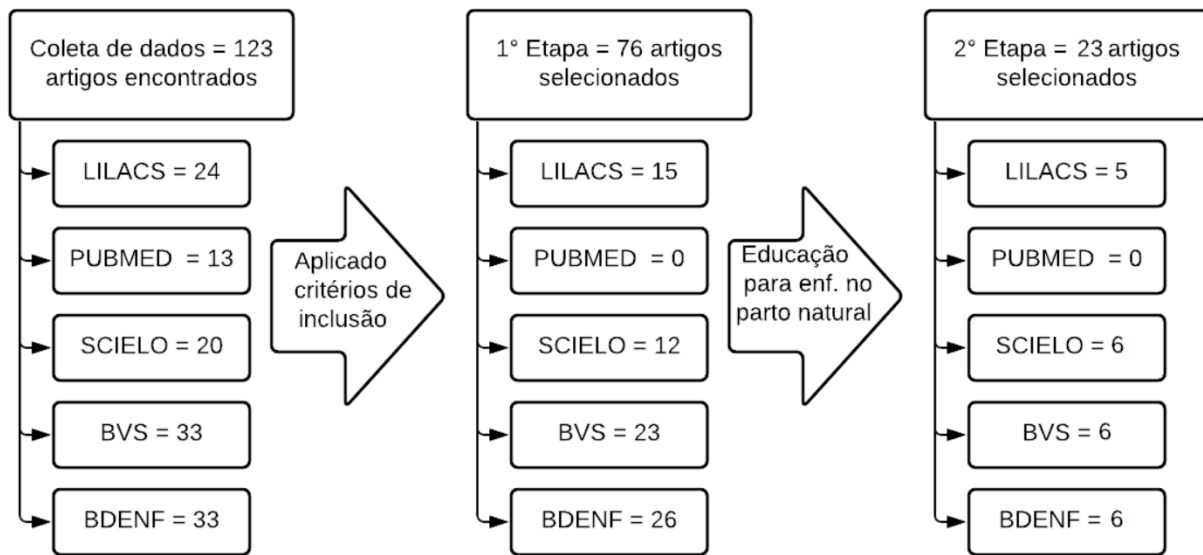 Coleta de dados = 123
artigos encontrados
LILACS = 24
PUBMED = 13
SCIELO = 20
BVS = 33
BDENF = 33
Aplicado
critérios de
inclusão
1° Etapa = 76 artigos
selecionados
LILACS = 15
PUBMED = 0
SCIELO = 12
BVS = 23
BDENF = 26
Educação
para enf. no
parto natural
2° Etapa = 23 artigos
selecionados
LILACS = 5
PUBMED = 0
SCIELO = 6
BVS = 6
BDENF = 6